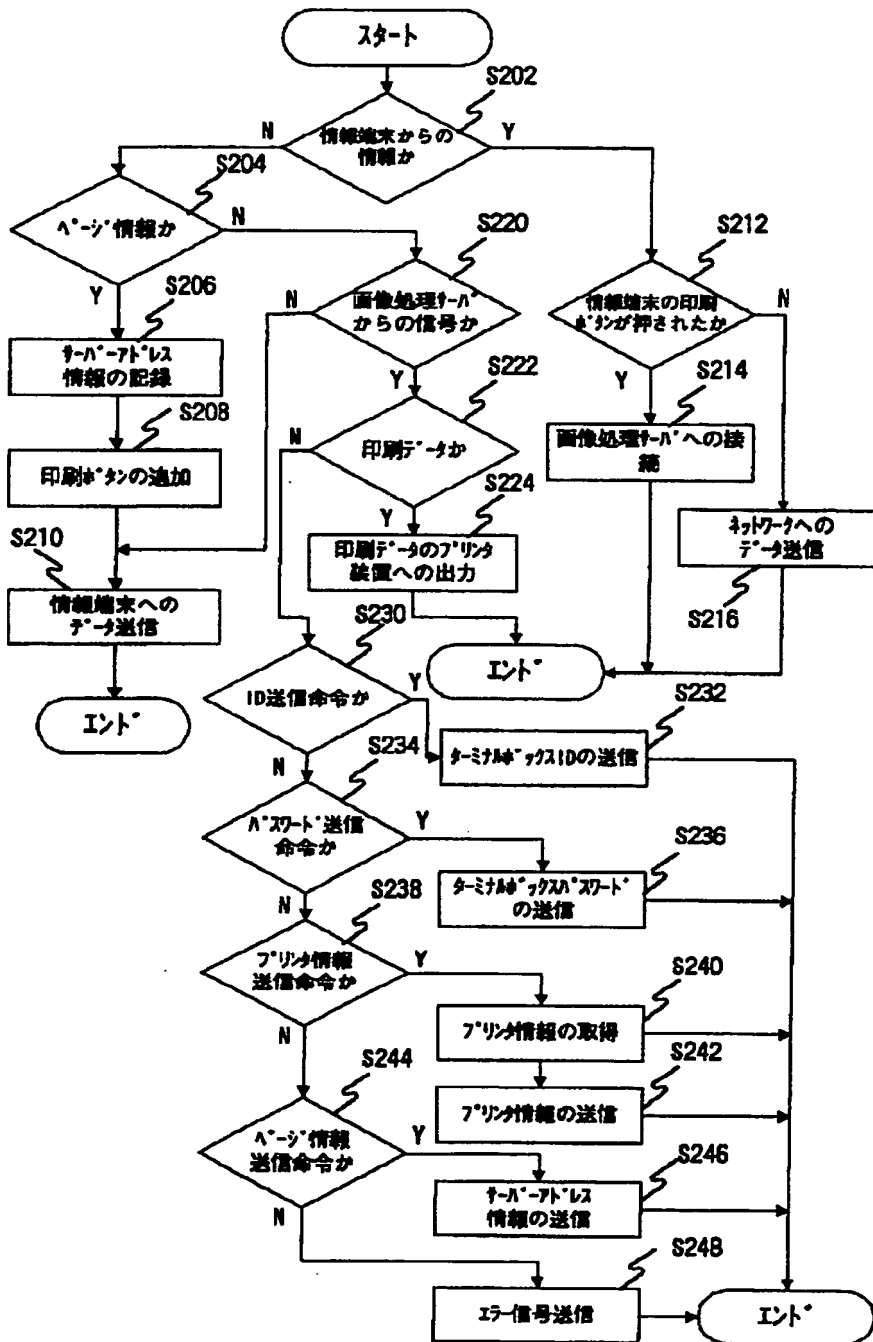 スタート
S202
情報端末からの
情報か
N
Y
S204
ページ情報か
N
Y
S220
画像処理サーバ
からの信号か
N
Y
S212
情報端末の印刷
ボタンが押されたか
N
Y
S206
サーバーアドレス
情報の記録
S222
印刷データか
N
Y
S214
画像処理サーバへの接
続
S208
印刷ボタンの追加
S224
印刷データのプリンタ
装置への出力
ネットワークへの
データ送信
S216
S210
情報端末への
データ送信
エンド
エンド
S230
ID送信命令か
Y
N
S232
ターミナルボックスIDの送信
S234
パスワード送信
命令か
Y
N
S236
ターミナルボックスパスワード
の送信
S238
プリンタ情報
送信命令か
Y
N
S240
プリンタ情報の取得
S242
プリンタ情報の送信
S244
ページ情報
送信命令か
Y
N
S246
サーバーアドレス
情報の送信
S248
エラー信号送信
エンド